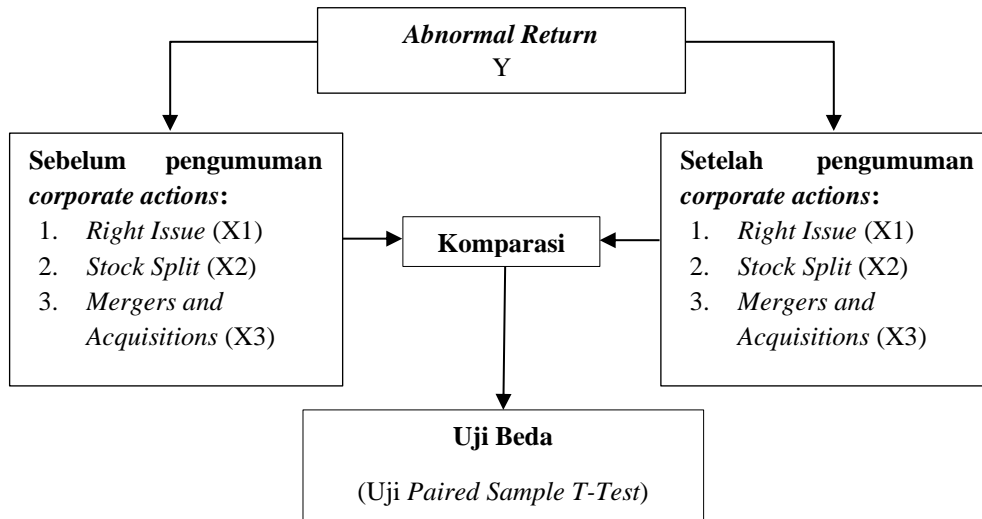 Abnormal Return
Y
Sebelum pengumuman
corporate actions:
1. Right Issue (X1)
2. Stock Split (X2)
3. Mergers and
Acquisitions (X3)
Komparasi
Setelah pengumuman
corporate actions:
1. Right Issue (X1)
2. Stock Split (X2)
3. Mergers and
Acquisitions (X3)
Uji Beda
(Uji Paired Sample T-Test)